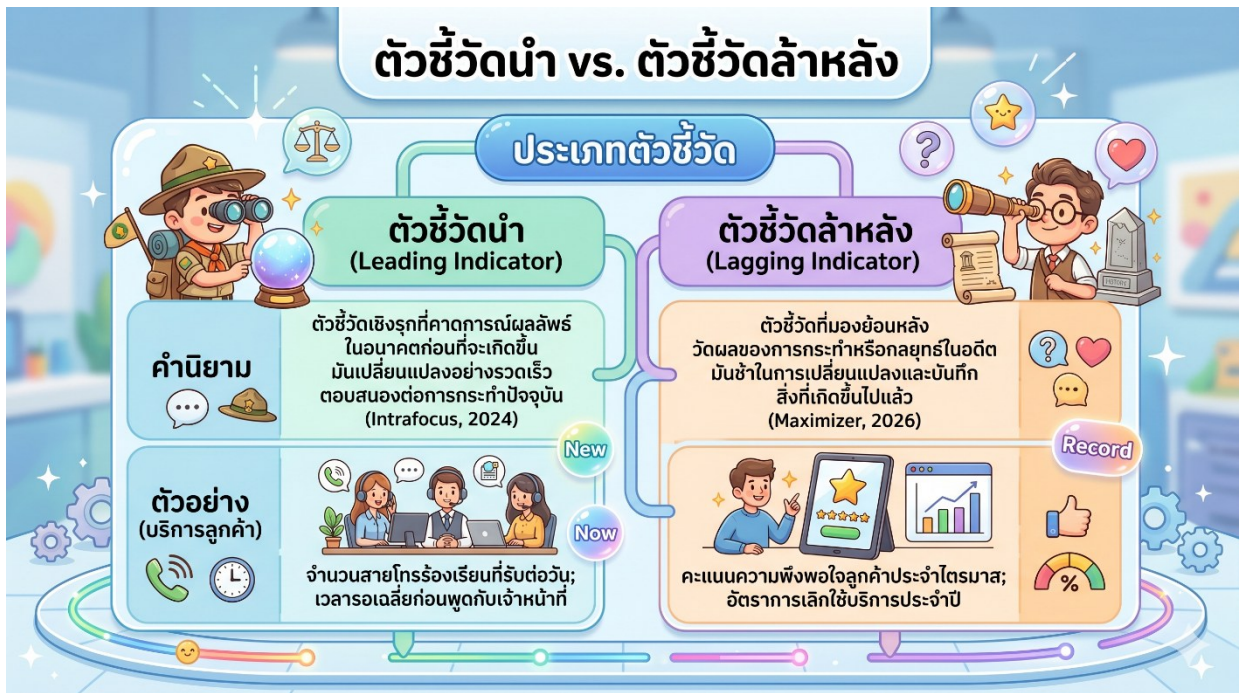 ตัวชี้วัดนำ vs. ตัวชี้วัดล้าหลัง
ประเภทตัวชี้วัด
ตัวชี้วัดนำ
(Leading Indicator)
ตัวชี้วัดล้าหลัง
(Lagging Indicator)
คำนิยาม
ตัวชี้วัดเชิงรุกที่คาดการณ์ผลลัพธ์
ในอนาคตก่อนที่จะเกิดขึ้น
มันเปลี่ยนแปลงอย่างรวดเร็ว
ตอบสนองต่อการกระทำปัจจุบัน
(Intrafocus, 2024)
New
ตัวชี้วัดที่มองย้อนหลัง
วัดผลของการกระทำหรือกลยุทธ์ในอดีต
มันช้าในการเปลี่ยนแปลงและบันทึก
สิ่งที่เกิดขึ้นไปแล้ว
(Maximizer, 2026)
Record
ตัวอย่าง
(บริการลูกค้า)
Now
จำนวนสายโทรร้องเรียนที่รับต่อวัน;
เวลารอเฉลี่ยก่อนพูดกับเจ้าหน้าที่
คะแนนความพึงพอใจลูกค้าประจำไตรมาส;
อัตราการเลิกใช้บริการประจำปี
%